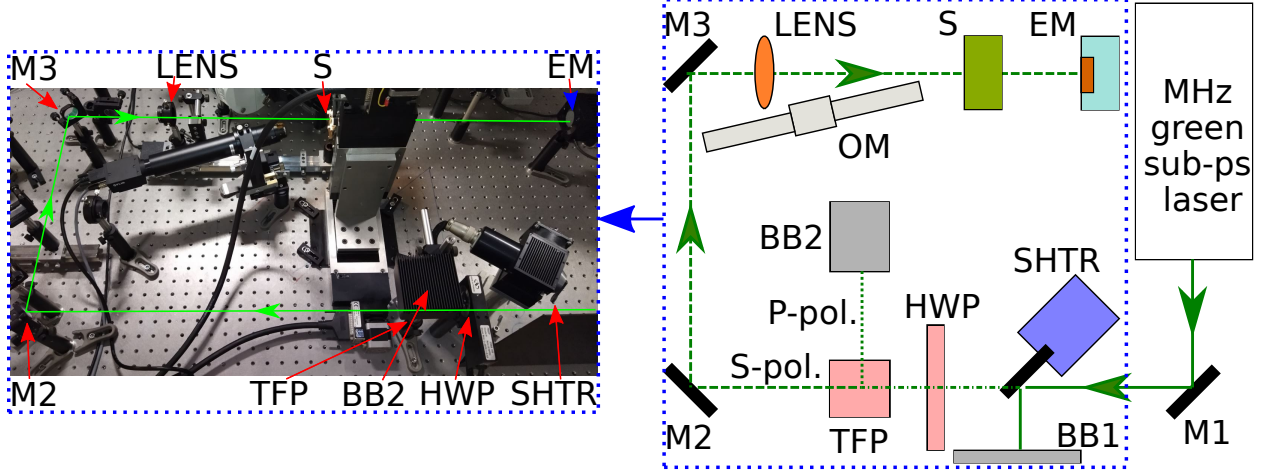 M3
LENS
S
EM
M2
TFP
BB2
HWP
SHTR
M3
LENS
S
EM
OM
MHz
green
sub-ps
laser
BB2
SHTR
P-pol.
HWP
S-pol.
M2
TFP
BB1
M1